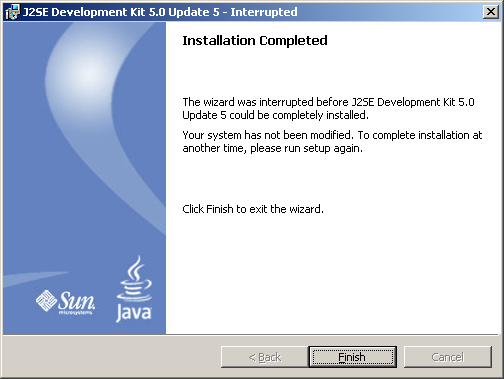 J2SE Development Kit 5.0 Update 5 - Interrupted
Installation Completed
The wizard was interrupted before J2SE Development Kit 5.0
Update 5 could be completely installed.
Your system has not been modified. To complete installation at
another time, please run setup again.
Click Finish to exit the wizard.
Sun
microsystems
Java
< Back
Finish
Cancel